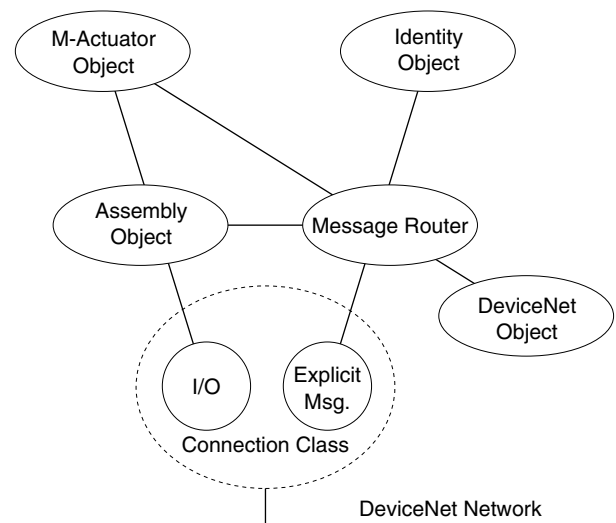 M-Actuator
Object
Identity
Object
Assembly
Object
Message Router
DeviceNet
Object
I/O
Explicit
Msg.
Connection Class
DeviceNet Network